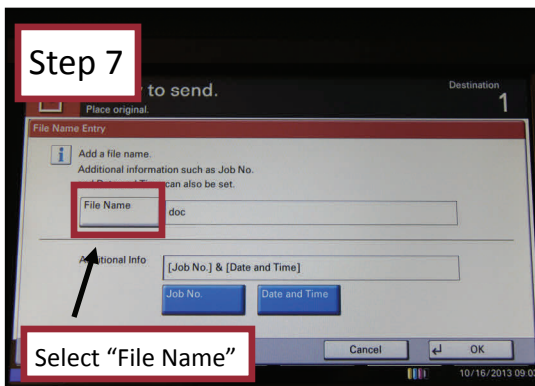 Step 7
to send.
Destination
Place original.
1
File Name Entry
i
Add a file name.
Additional information such as Job No.
can also be set.
File Name
doc
Additional Info
[Job No.] & [Date and Time]
Job No.
Date and Time
Select “File Name”
Cancel
OK
10/16/2013 09:0